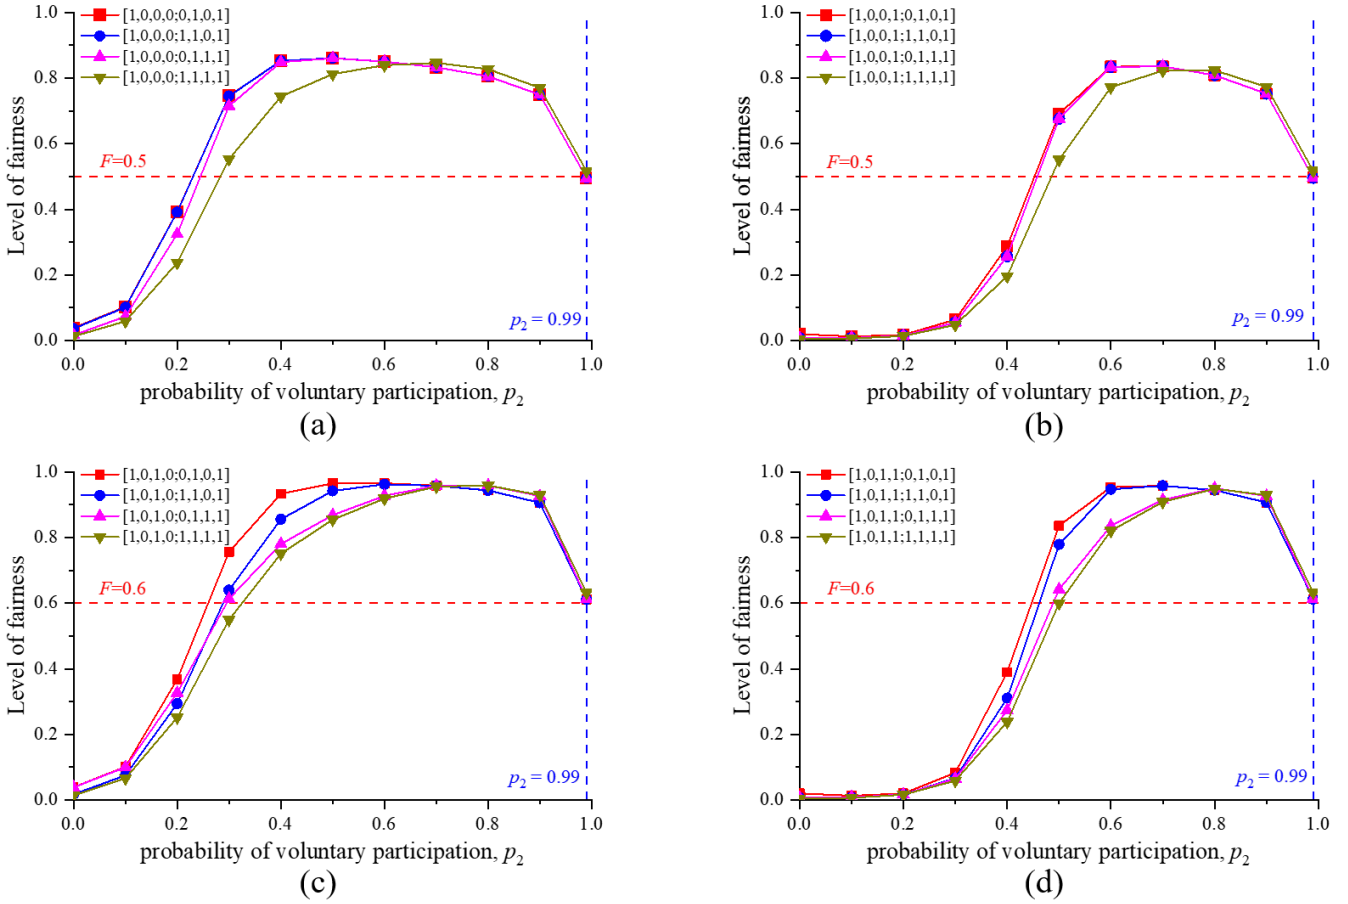 [1,0,0,0:0,1,0,1]
[1,0,0,0:1,1,0,1]
[1,0,0,0:0,1,1,1]
[1,0,0,0:1,1,1,1]
F=0.5
p2 = 0.99
Level of fairness
1.0
0.8
0.6
0.4
0.2
0.0
0.0 0.2 0.4 0.6 0.8 1.0
probability of voluntary participation, p2
(a)
[1,0,0,1:0,1,0,1]
[1,0,0,1:1,1,0,1]
[1,0,0,1:0,1,1,1]
[1,0,0,1:1,1,1,1]
F=0.5
p2 = 0.99
Level of fairness
1.0
0.8
0.6
0.4
0.2
0.0
0.0 0.2 0.4 0.6 0.8 1.0
probability of voluntary participation, p2
(b)
[1,0,1,0:0,1,0,1]
[1,0,1,0:1,1,0,1]
[1,0,1,0:0,1,1,1]
[1,0,1,0:1,1,1,1]
F=0.6
p2 = 0.99
Level of fairness
1.0
0.8
0.6
0.4
0.2
0.0
0.0 0.2 0.4 0.6 0.8 1.0
probability of voluntary participation, p2
(c)
[1,0,1,1:0,1,0,1]
[1,0,1,1:1,1,0,1]
[1,0,1,1:0,1,1,1]
[1,0,1,1:1,1,1,1]
F=0.6
p2 = 0.99
Level of fairness
1.0
0.8
0.6
0.4
0.2
0.0
0.0 0.2 0.4 0.6 0.8 1.0
probability of voluntary participation, p2
(d)